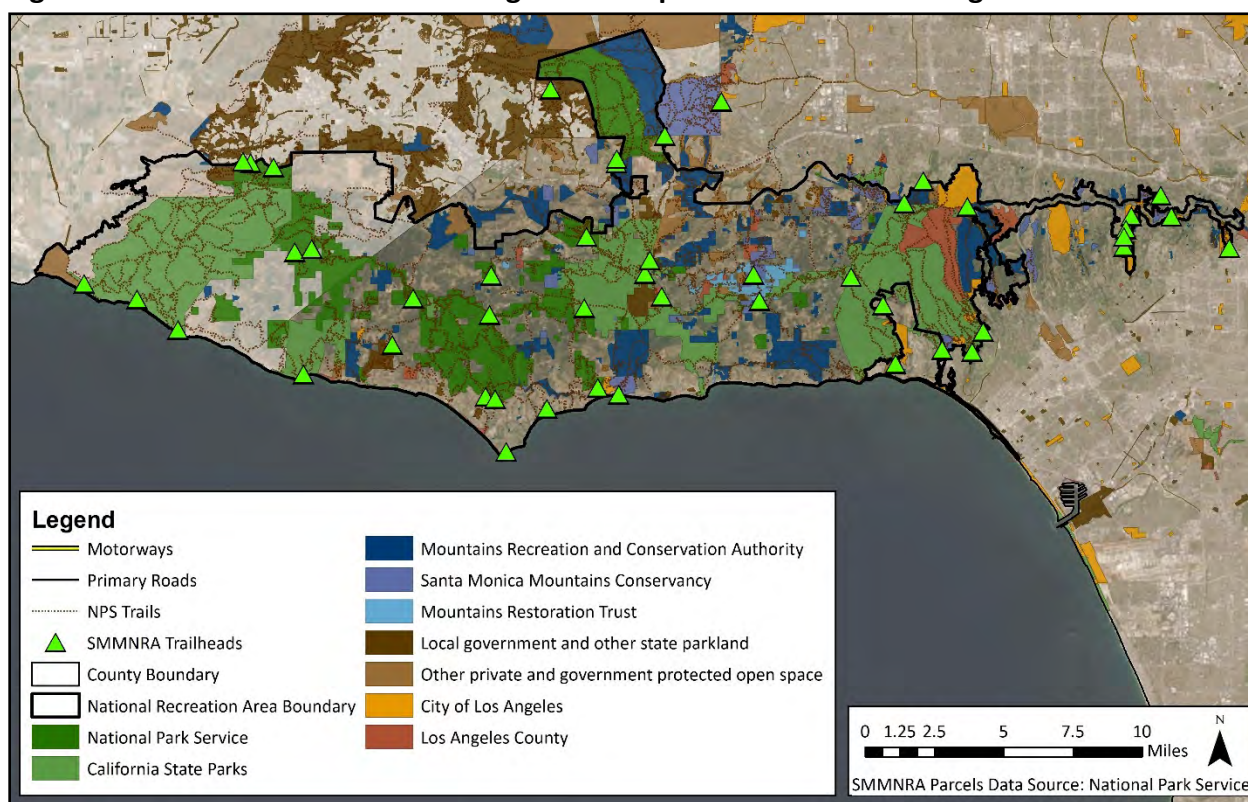 Legend
Motorways
Primary Roads
NPS Trails
SMMNRA Trailheads
County Boundary
National Recreation Area Boundary
National Park Service
California State Parks
Mountains Recreation and Conservation Authority
Santa Monica Mountains Conservancy
Mountains Restoration Trust
Local government and other state parkland
Other private and government protected open space
City of Los Angeles
Los Angeles County
0 1.25 2.5 5 7.5 10
Miles
N
SMMNRA Parcels Data Source: National Park Service